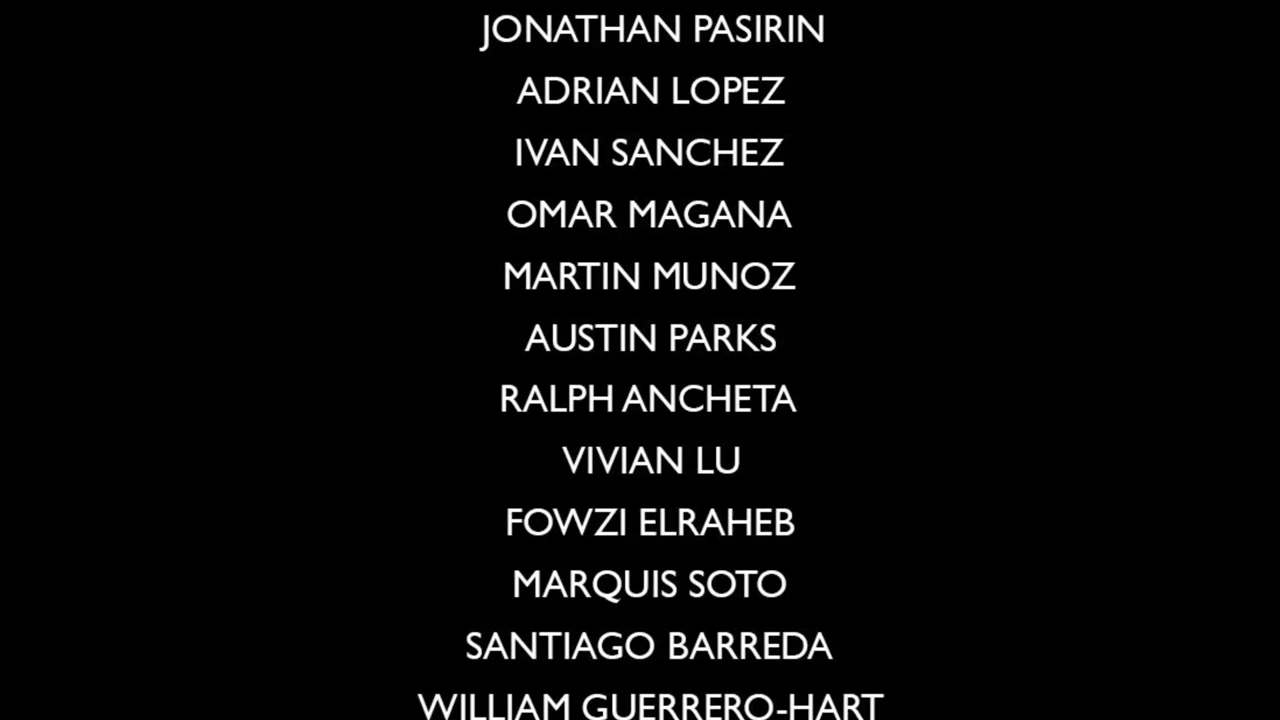 JONATHAN PASIRIN
ADRIAN LOPEZ
IVAN SANCHEZ
OMAR MAGANA
MARTIN MUNOZ
AUSTIN PARKS
RALPH ANCHETA
VIVIAN LU
FOWZI ELRAHEB
MARQUIS SOTO
SANTIAGO BARREDA
WILLIAM GUERRERO-HART